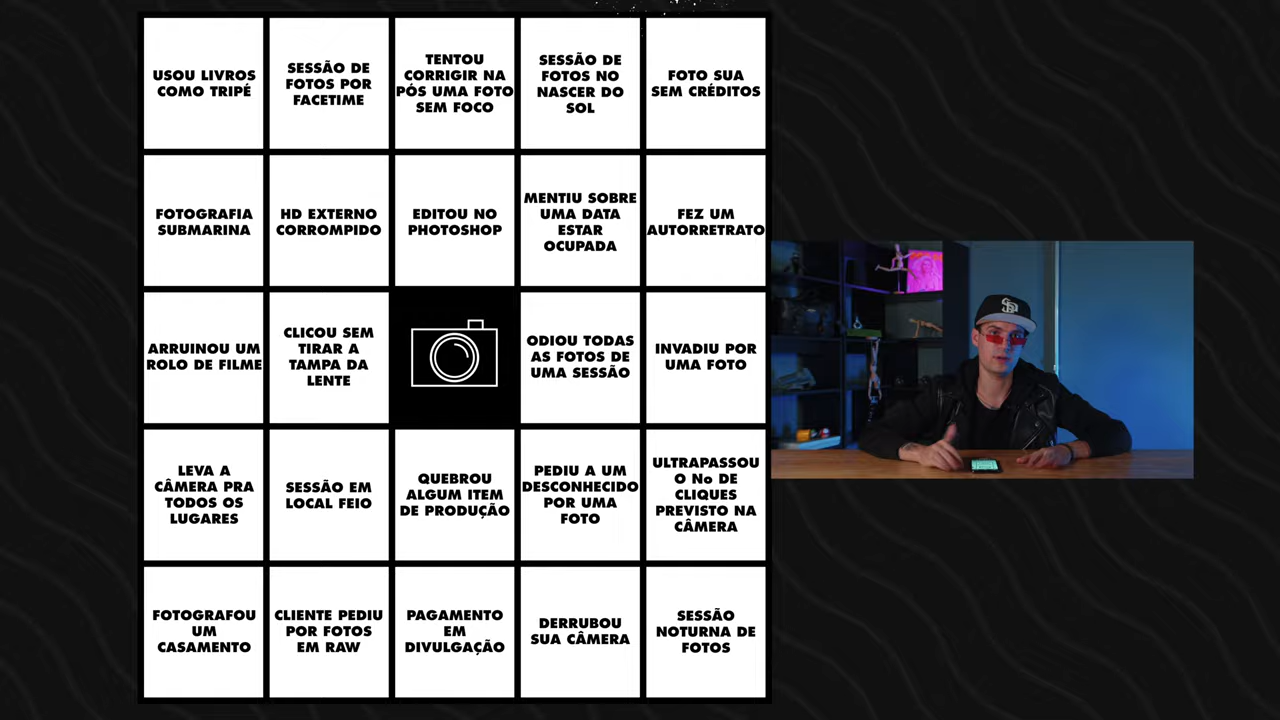 USOU LIVROS
COMO TRIPÉ
SESSÃO DE
FOTOS POR
FACETIME
TENTOU
CORRIGIR NA
PÓS UMA FOTO
SEM FOCO
SESSÃO DE
FOTOS NO
NASCER DO
SOL
FOTO SUA
SEM CRÉDITOS
FOTOGRAFIA
SUBMARINA
HD EXTERNO
CORROMPIDO
EDITOU NO
PHOTOSHOP
MENTIU SOBRE
UMA DATA
ESTAR
OCUPADA
FEZ UM
AUTORRETRATO
ARRUINOU UM
ROLO DE FILME
CLICOU SEM
TIRAR A
TAMPA DA
LENTE
ODIOU TODAS
AS FOTOS DE
UMA SESSÃO
INVADIU POR
UMA FOTO
LEVA A
CÂMERA PRA
TODOS OS
LUGARES
SESSÃO EM
LOCAL FEIO
QUEBROU
ALGUM ITEM
DE PRODUÇÃO
PEDIU A UM
DESCONHECIDO
POR UMA
FOTO
ULTRAPASSOU
O No DE
CLIQUES
PREVISTO NA
CÂMERA
FOTOGRAFOU
UM
CASAMENTO
CLIENTE PEDIU
POR FOTOS
EM RAW
PAGAMENTO
EM
DIVULGAÇÃO
DERRUBOU
SUA CÂMERA
SESSÃO
NOTURNA DE
FOTOS